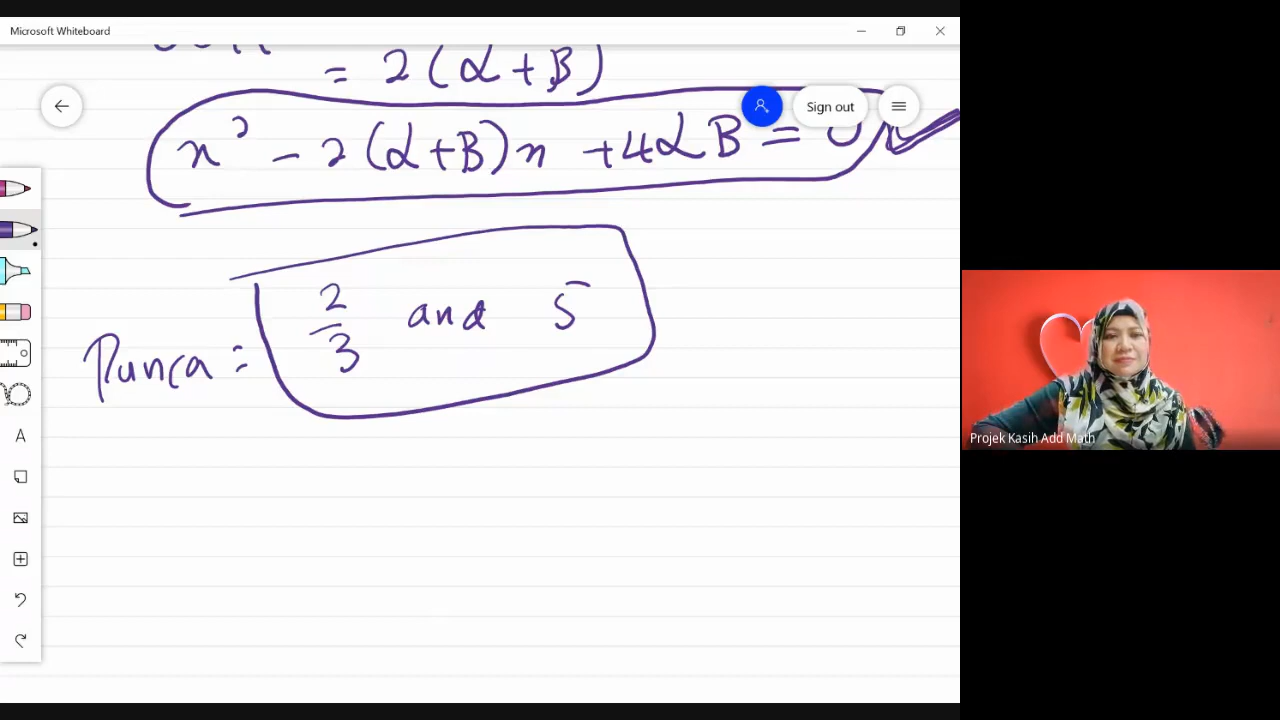 Microsoft Whiteboard
= 2(α+β)
Sign out
x² - 2(α+β)x + 4αβ = 0
Punca = 2/3 and 5
A
Projek Kasih Add Math